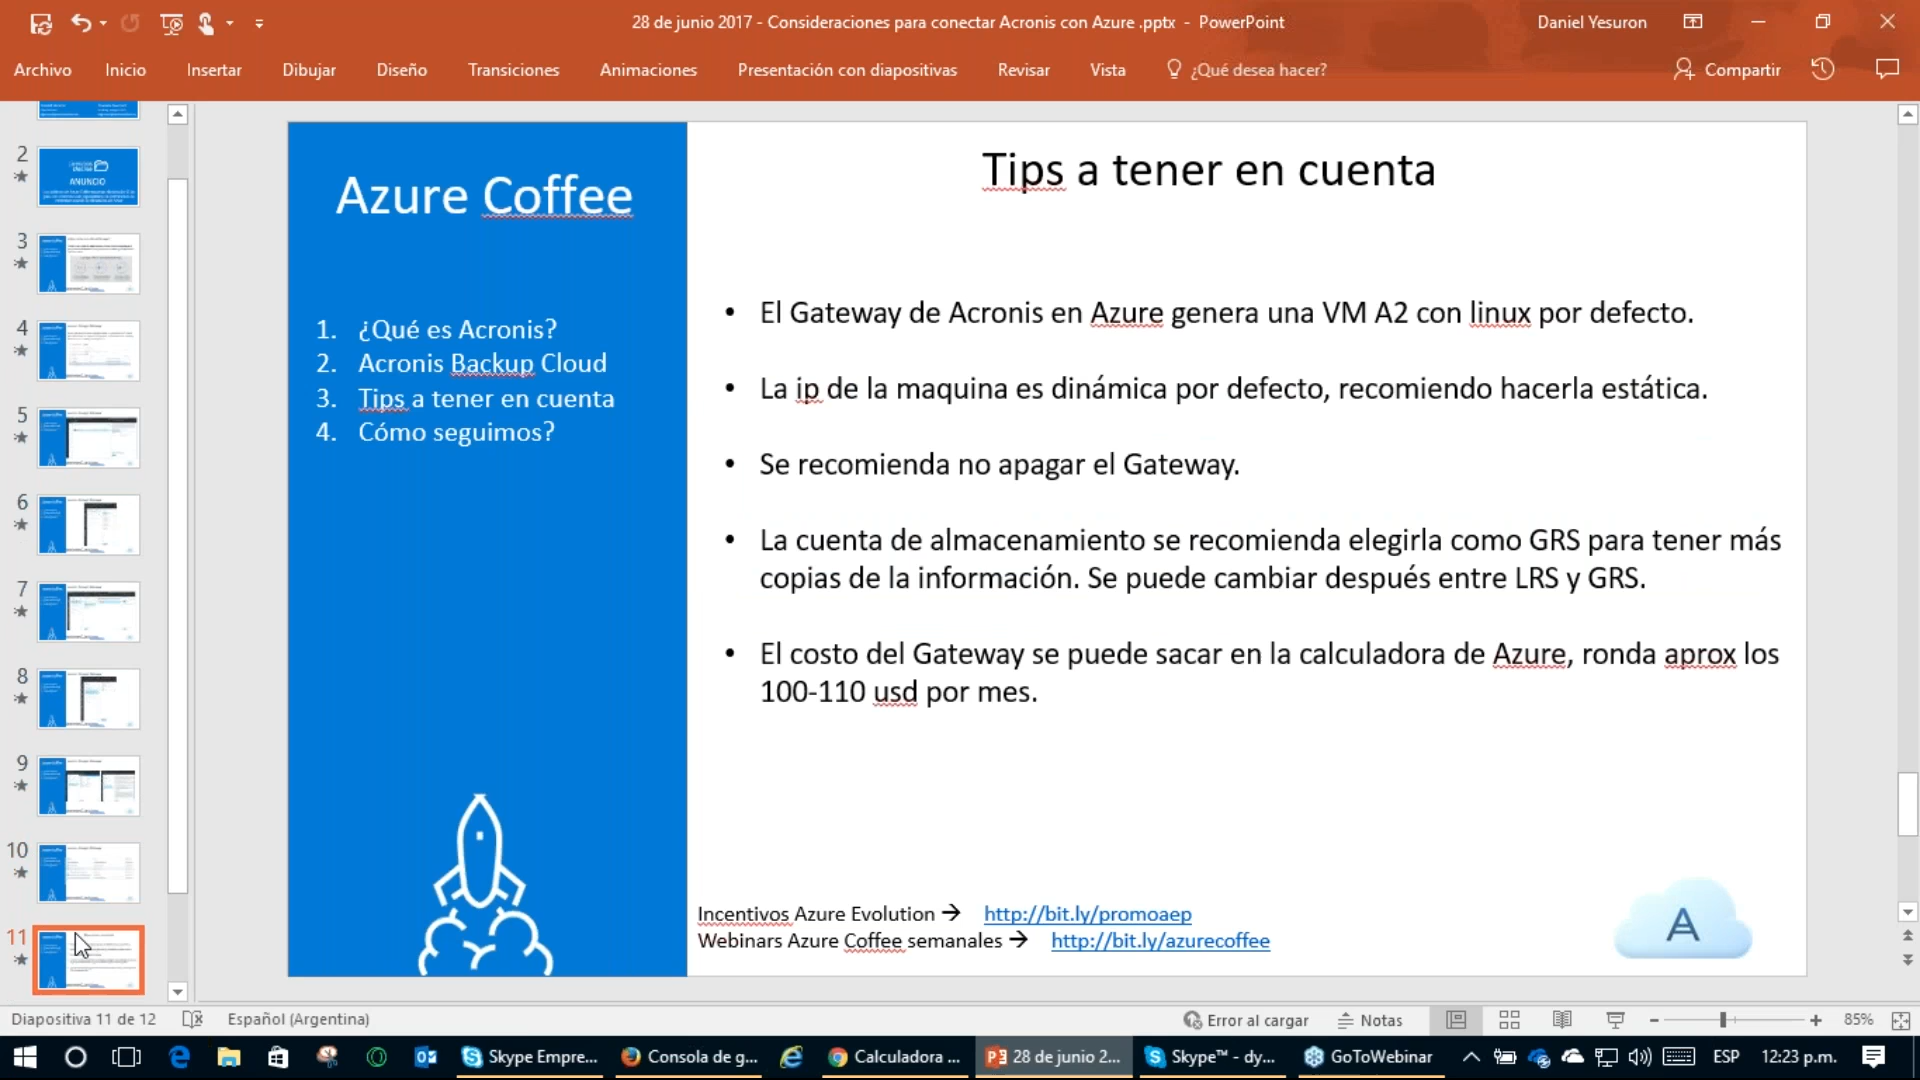 28 de junio 2017 - Consideraciones para conectar Acronis con Azure .pptx - PowerPoint
Daniel Yesuron
Archivo Inicio Insertar Dibujar Diseño Transiciones Animaciones Presentación con diapositivas Revisar Vista ¿Qué desea hacer? Compartir
2
ANUNCIO
3
4
5
6
7
8
9
10
11
Azure Coffee
1. ¿Qué es Acronis?
2. Acronis Backup Cloud
3. Tips a tener en cuenta
4. Cómo seguimos?
Tips a tener en cuenta
• El Gateway de Acronis en Azure genera una VM A2 con linux por defecto.
• La ip de la maquina es dinámica por defecto, recomiendo hacerla estática.
• Se recomienda no apagar el Gateway.
• La cuenta de almacenamiento se recomienda elegirla como GRS para tener más
copias de la información. Se puede cambiar después entre LRS y GRS.
• El costo del Gateway se puede sacar en la calculadora de Azure, ronda aprox los
100-110 usd por mes.
Incentivos Azure Evolution → http://bit.ly/promoaep
Webinars Azure Coffee semanales → http://bit.ly/azurecoffee
A
Diapositiva 11 de 12 Español (Argentina) Error al cargar Notas 85%
Skype Empre... Consola de g... Calculadora ... 28 de junio 2... Skype™ - dy... GoToWebinar ESP 12:23 p.m.